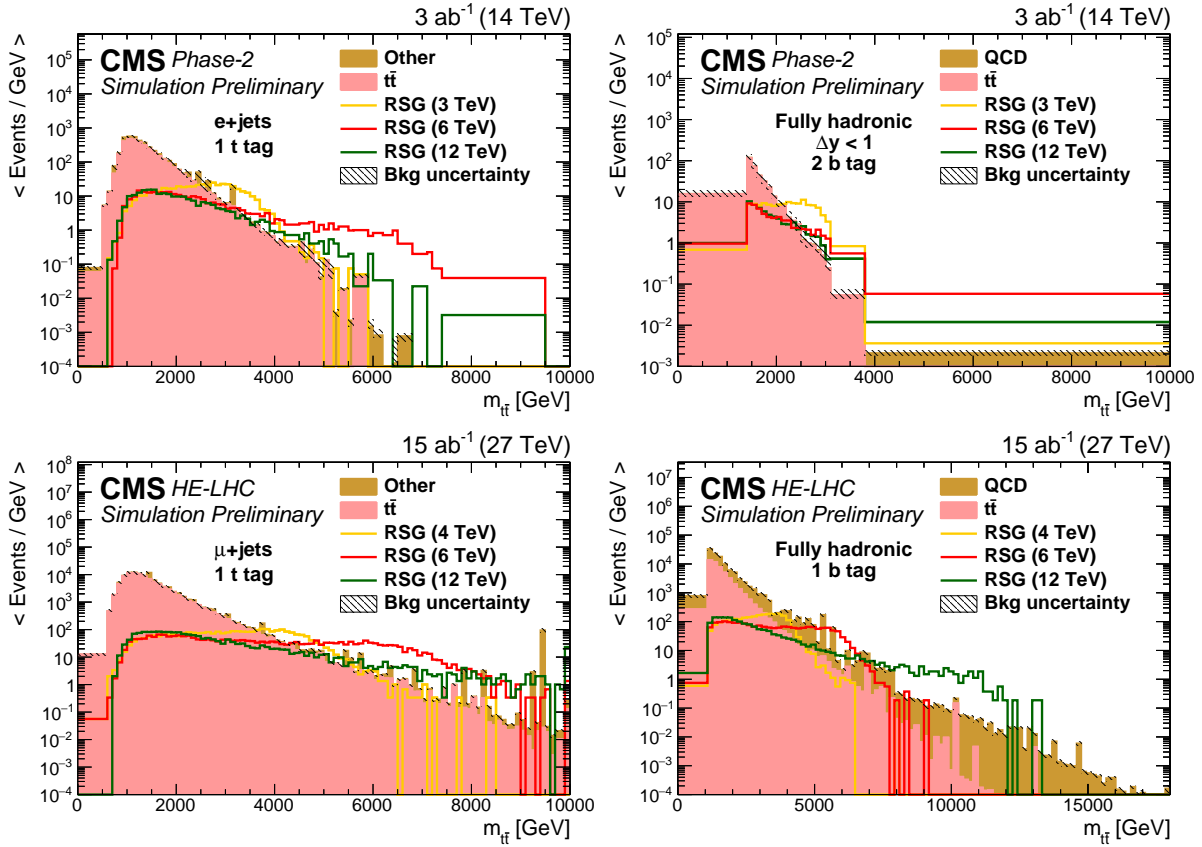 3 ab⁻¹ (14 TeV)
CMS Phase-2
Simulation Preliminary
e+jets
1 t tag
Other
tt̄
RSG (3 TeV)
RSG (6 TeV)
RSG (12 TeV)
Bkg uncertainty
< Events / GeV >
10⁵
10⁴
10³
10²
10
1
10⁻¹
10⁻²
10⁻³
10⁻⁴
0 2000 4000 6000 8000 10000
m_tt̄ [GeV]
3 ab⁻¹ (14 TeV)
CMS Phase-2
Simulation Preliminary
Fully hadronic
Δy < 1
2 b tag
QCD
tt̄
RSG (3 TeV)
RSG (6 TeV)
RSG (12 TeV)
Bkg uncertainty
< Events / GeV >
10⁵
10⁴
10³
10²
10
1
10⁻¹
10⁻²
10⁻³
0 2000 4000 6000 8000 10000
m_tt̄ [GeV]
15 ab⁻¹ (27 TeV)
CMS HE-LHC
Simulation Preliminary
μ+jets
1 t tag
Other
tt̄
RSG (4 TeV)
RSG (6 TeV)
RSG (12 TeV)
Bkg uncertainty
< Events / GeV >
10⁸
10⁷
10⁶
10⁵
10⁴
10³
10²
10
1
10⁻¹
10⁻²
10⁻³
10⁻⁴
0 2000 4000 6000 8000 10000
m_tt̄ [GeV]
15 ab⁻¹ (27 TeV)
CMS HE-LHC
Simulation Preliminary
Fully hadronic
1 b tag
QCD
tt̄
RSG (4 TeV)
RSG (6 TeV)
RSG (12 TeV)
Bkg uncertainty
< Events / GeV >
10⁷
10⁶
10⁵
10⁴
10³
10²
10
1
10⁻¹
10⁻²
10⁻³
10⁻⁴
0 5000 10000 15000
m_tt̄ [GeV]